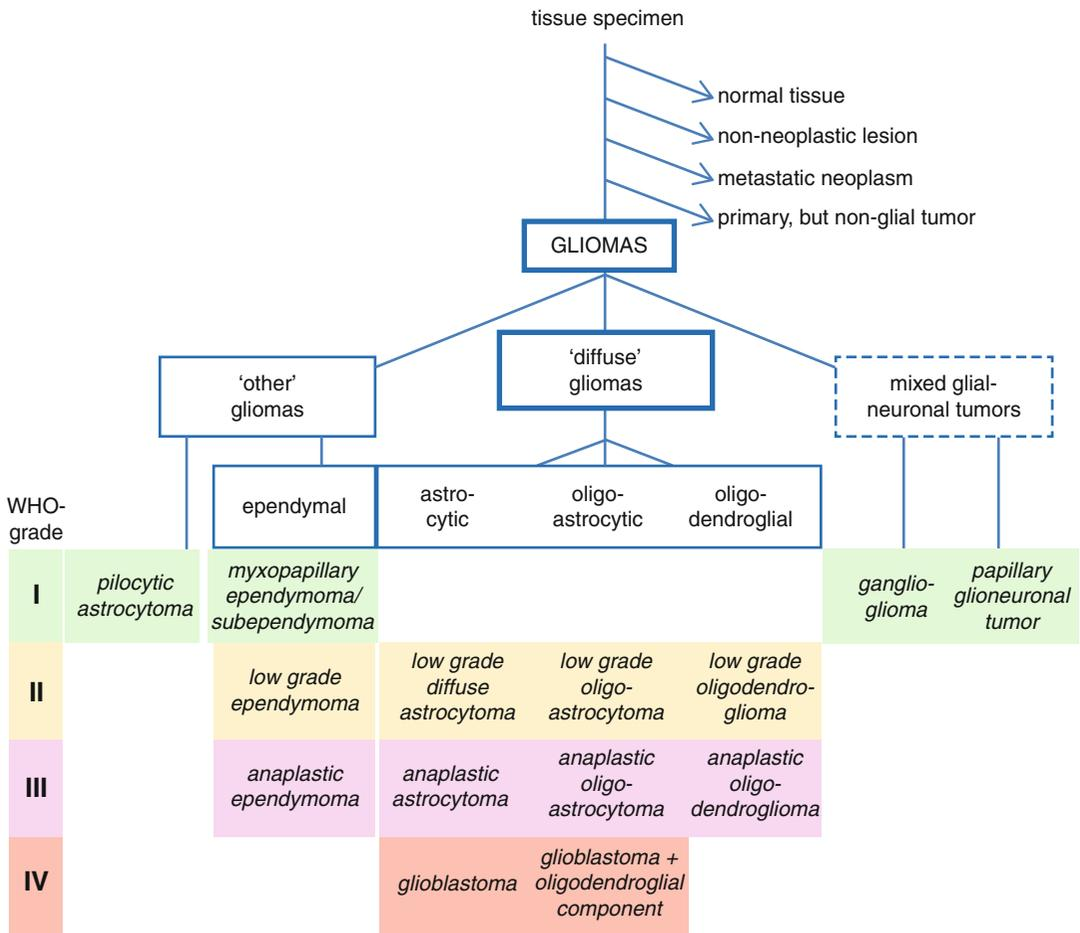 tissue specimen
normal tissue
non-neoplastic lesion
metastatic neoplasm
primary, but non-glial tumor
GLIOMAS
‘other’
gliomas
‘diffuse’
gliomas
mixed glial-
neuronal tumors
ependymal
astro-
cytic
oligo-
astrocytic
oligo-
dendroglial
WHO-
grade
I
pilocytic
astrocytoma
myxopapillary
ependymoma/
subependymoma
ganglio-
glioma
papillary
glioneuronal
tumor
II
low grade
ependymoma
low grade
diffuse
astrocytoma
low grade
oligo-
astrocytoma
low grade
oligodendro-
glioma
III
anaplastic
ependymoma
anaplastic
astrocytoma
anaplastic
oligo-
astrocytoma
anaplastic
oligo-
dendroglioma
IV
glioblastoma
glioblastoma +
oligodendroglial
component